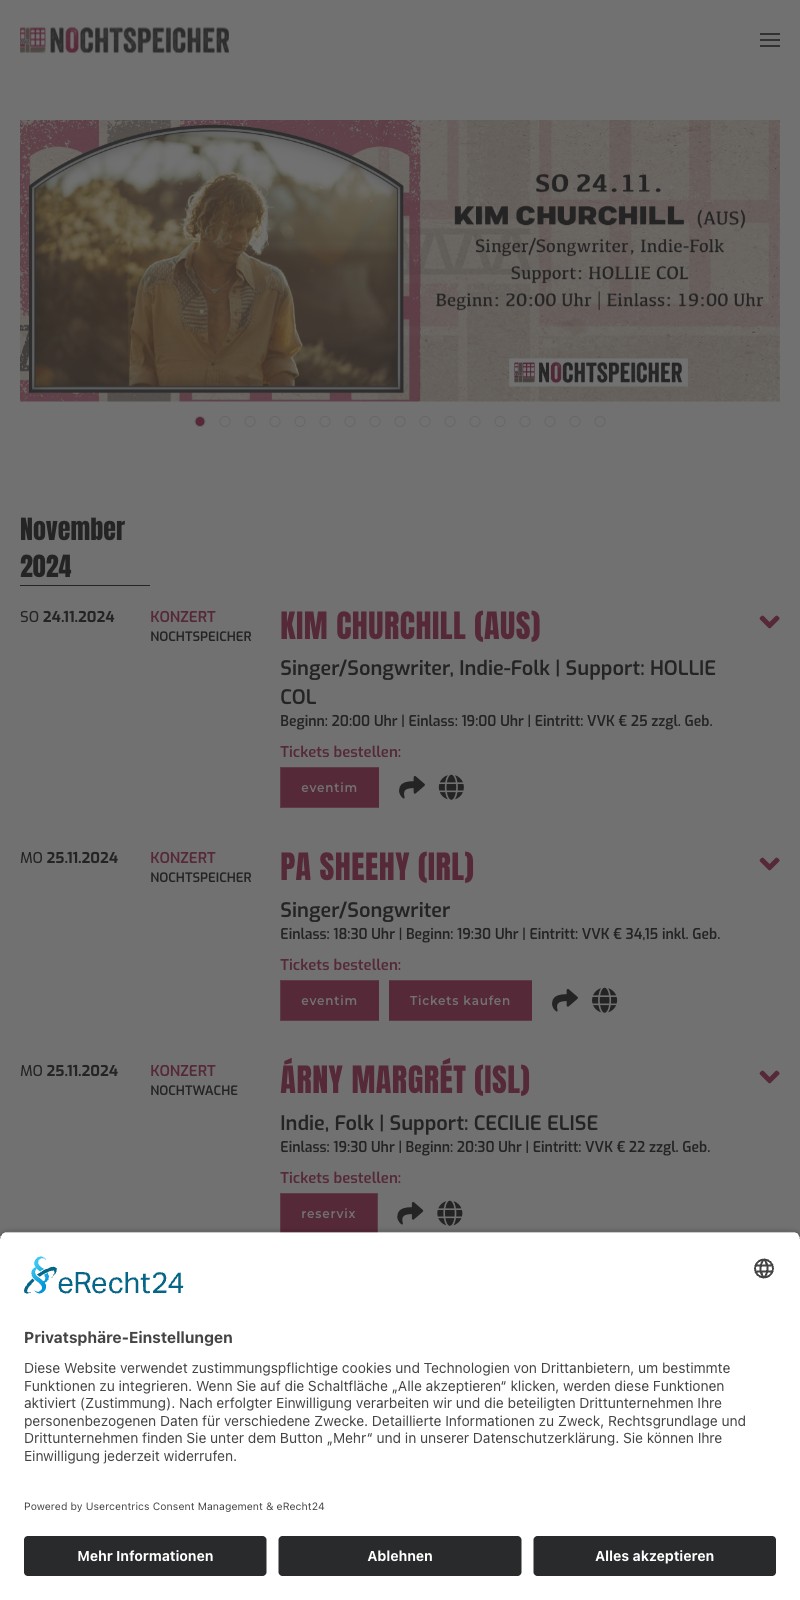 NOCHTSPEICHER
SO 24.11.
KIM CHURCHILL (AUS)
Singer/Songwriter, Indie-Folk
Support: HOLLIE COL
Beginn: 20:00 Uhr | Einlass: 19:00 Uhr
NOCHTSPEICHER
November
2024
SO 24.11.2024
KONZERT
NOCHTSPEICHER
KIM CHURCHILL (AUS)
Singer/Songwriter, Indie-Folk | Support: HOLLIE
COL
Beginn: 20:00 Uhr | Einlass: 19:00 Uhr | Eintritt: VVK € 25 zzgl. Geb.
Tickets bestellen:
eventim
MO 25.11.2024
KONZERT
NOCHTSPEICHER
PA SHEEHY (IRL)
Singer/Songwriter
Einlass: 18:30 Uhr | Beginn: 19:30 Uhr | Eintritt: VVK € 34,15 inkl. Geb.
Tickets bestellen:
eventim Tickets kaufen
MO 25.11.2024
KONZERT
NOCHTWACHE
ÁRNY MARGRÉT (ISL)
Indie, Folk | Support: CECILIE ELISE
Einlass: 19:30 Uhr | Beginn: 20:30 Uhr | Eintritt: VVK € 22 zzgl. Geb.
Tickets bestellen:
reservix
eRecht24
Privatsphäre-Einstellungen
Diese Website verwendet zustimmungspflichtige cookies und Technologien von Drittanbietern, um bestimmte
Funktionen zu integrieren. Wenn Sie auf die Schaltfläche „Alle akzeptieren“ klicken, werden diese Funktionen
aktiviert (Zustimmung). Nach erfolgter Einwilligung verarbeiten wir und die beteiligten Drittunternehmen Ihre
personenbezogenen Daten für verschiedene Zwecke. Detaillierte Informationen zu Zweck, Rechtsgrundlage und
Drittunternehmen finden Sie unter dem Button „Mehr“ und in unserer Datenschutzerklärung. Sie können Ihre
Einwilligung jederzeit widerrufen.
Powered by Usercentrics Consent Management & eRecht24
Mehr Informationen Ablehnen Alles akzeptieren